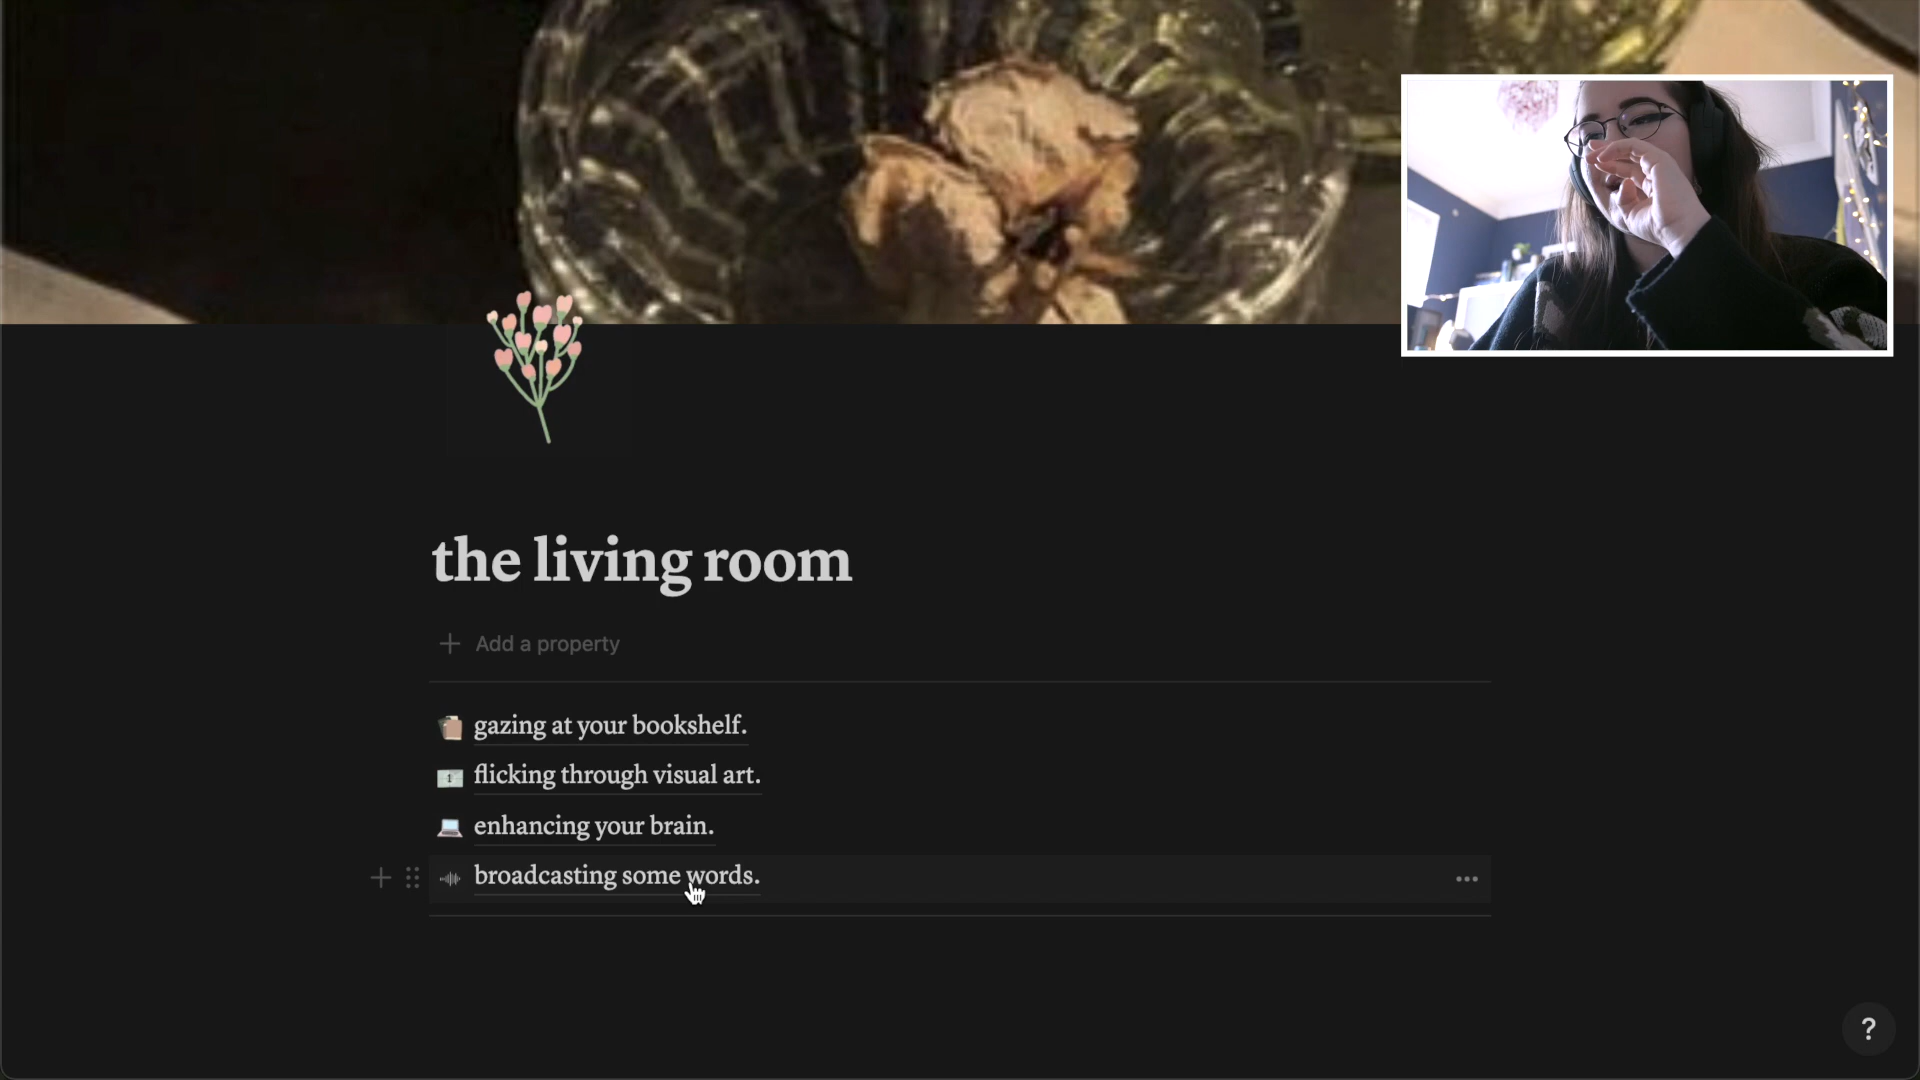 the living room
Add a property
gazing at your bookshelf.
flicking through visual art.
enhancing your brain.
broadcasting some words.
?